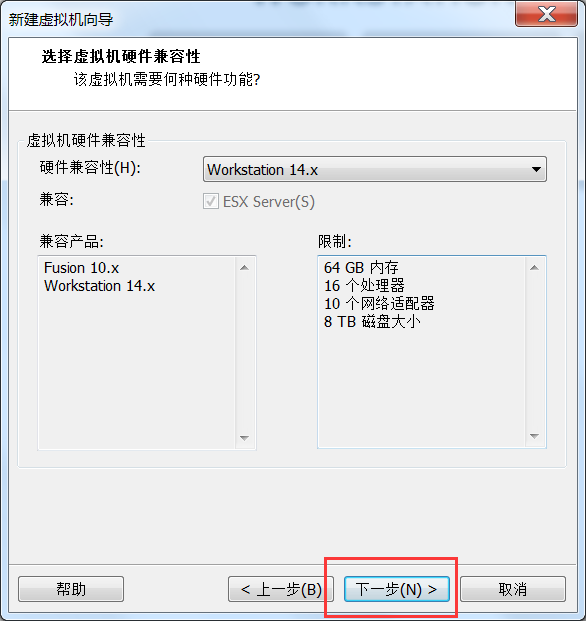 新建虚拟机向导
选择虚拟机硬件兼容性
该虚拟机需要何种硬件功能?
虚拟机硬件兼容性
硬件兼容性(H):
Workstation 14.x
兼容:
ESX Server(S)
兼容产品:
Fusion 10.x
Workstation 14.x
限制:
64 GB 内存
16 个处理器
10 个网络适配器
8 TB 磁盘大小
帮助
< 上一步(B)
下一步(N) >
取消